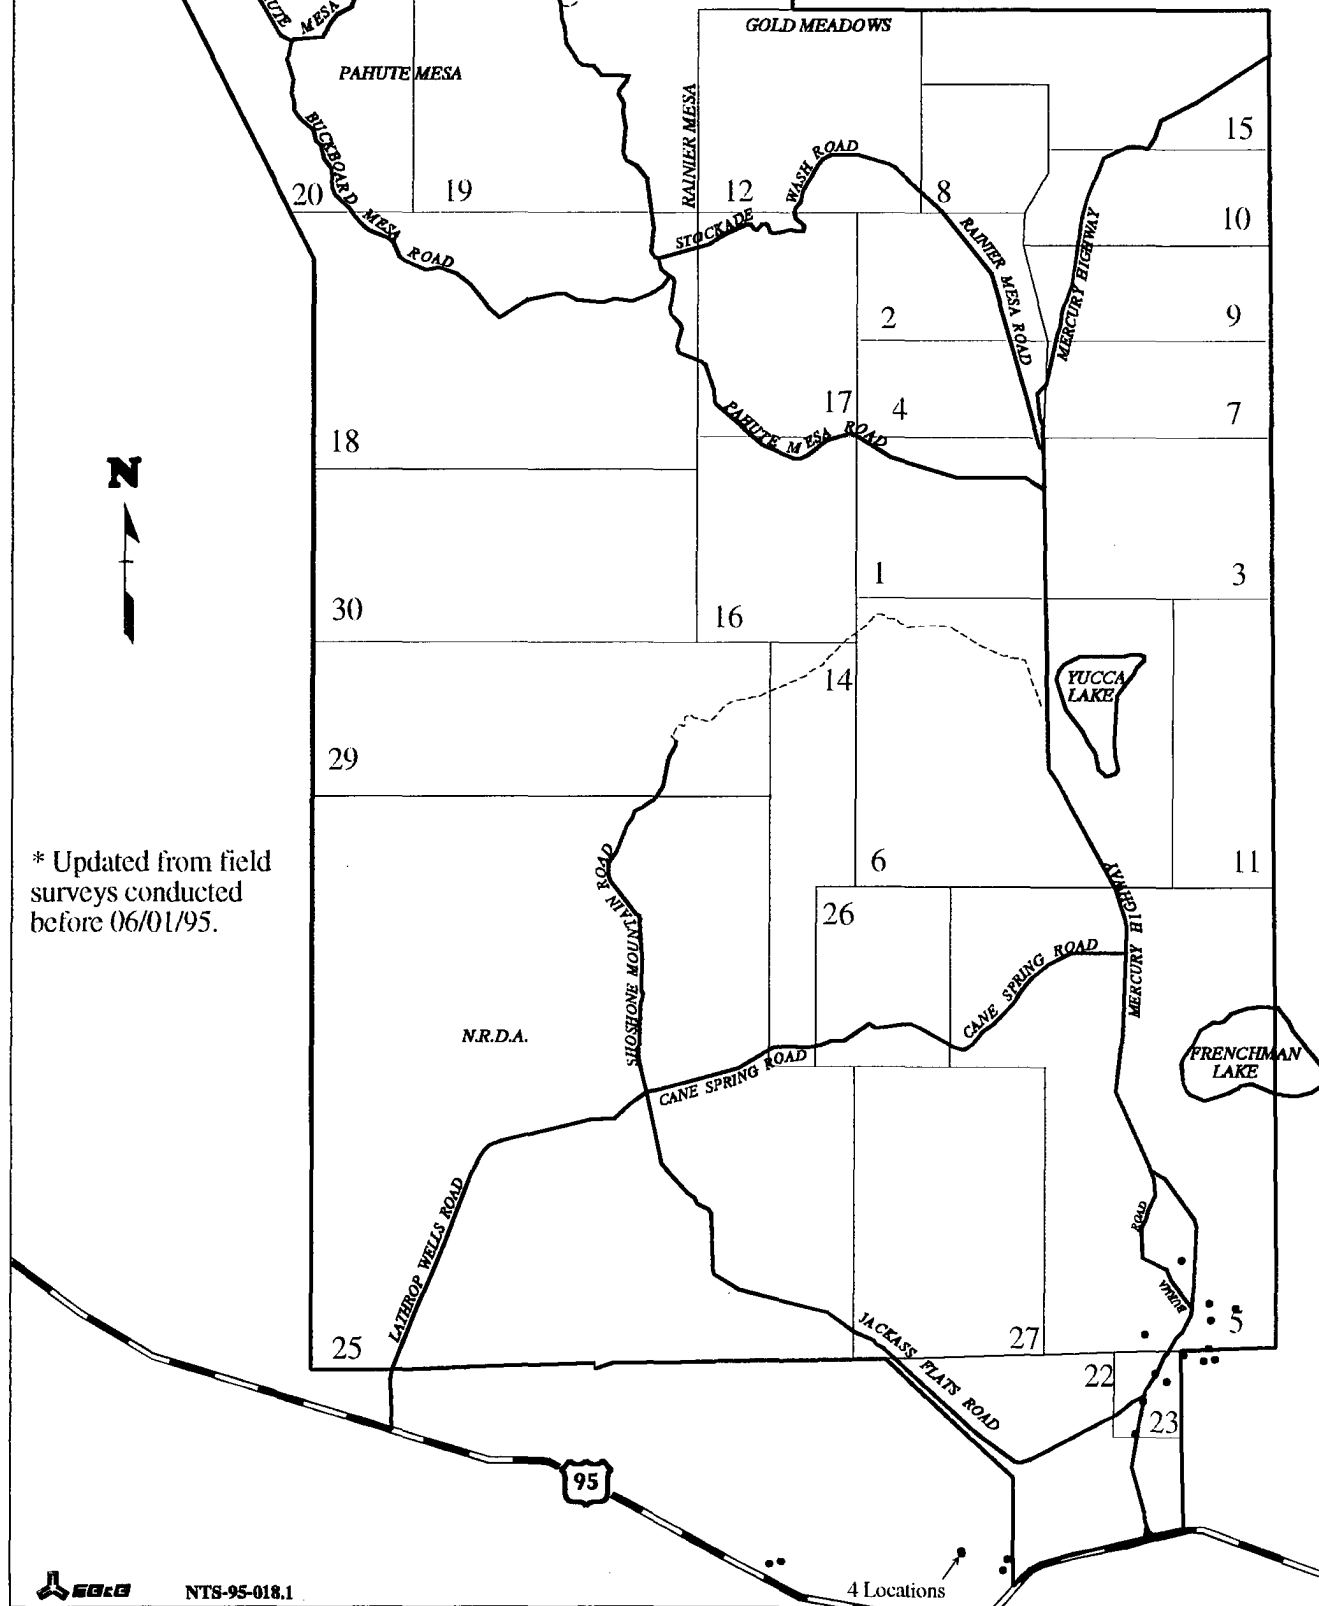 UTE MESA
GOLD MEADOWS
PAHUTE MESA
RAINIER MESA
15
BUCKBOARD MESA ROAD
20
19
12
STOCKADE WASH ROAD
8
10
RAINIER MESA ROAD
MERCURY HIGHWAY
2
9
17
4
7
PAHUTE MESA ROAD
18
N
1
3
30
16
14
YUCCA
LAKE
29
* Updated from field
surveys conducted
before 06/01/95.
6
11
SHOSHONE MOUNTAIN ROAD
26
MERCURY HIGHWAY
CANE SPRING ROAD
N.R.D.A.
CANE SPRING ROAD
FRENCHMAN
LAKE
LATHROP WELLS ROAD
BURMA ROAD
25
JACKASS FLATS ROAD
27
5
22
23
95
EG&G
NTS-95-018.1
4 Locations